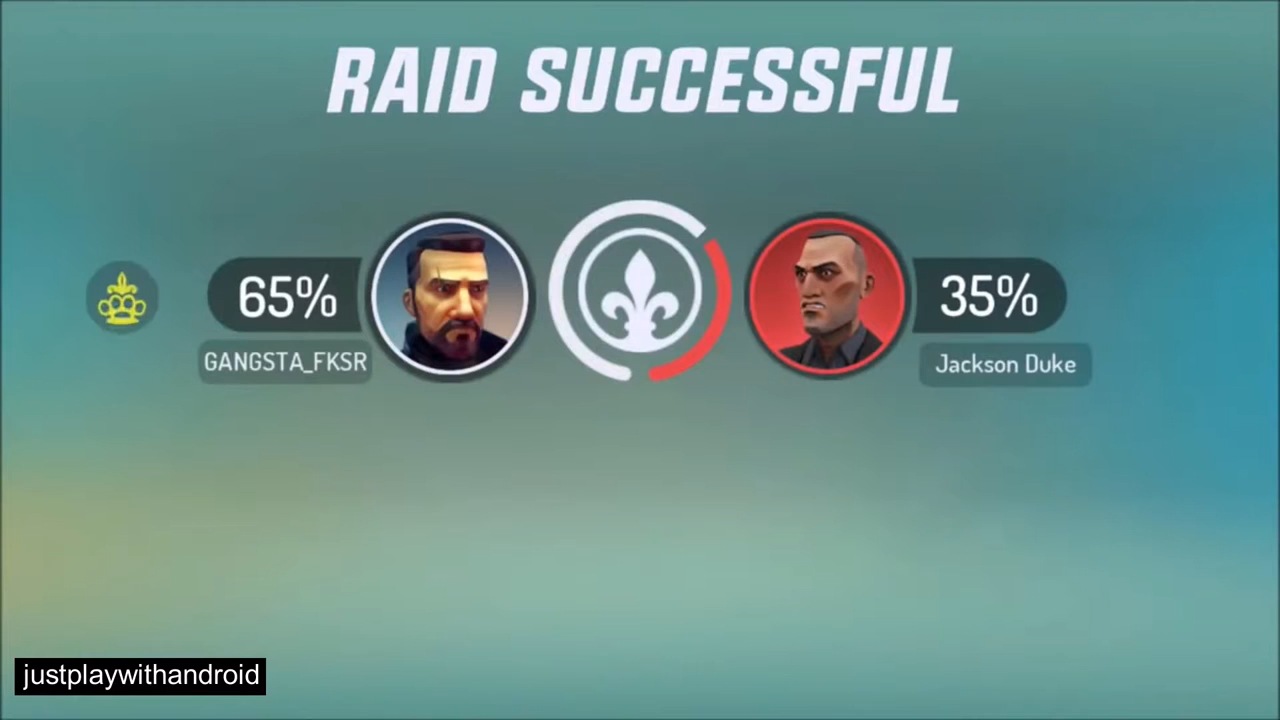 RAID SUCCESSFUL
65%
35%
GANGSTA_FKSR
Jackson Duke
justplaywithandroid